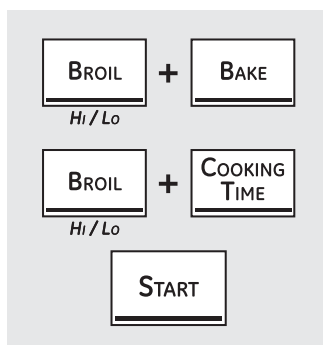 BROIL + BAKE
HI / LO
BROIL + COOKING
TIME
HI / LO
START